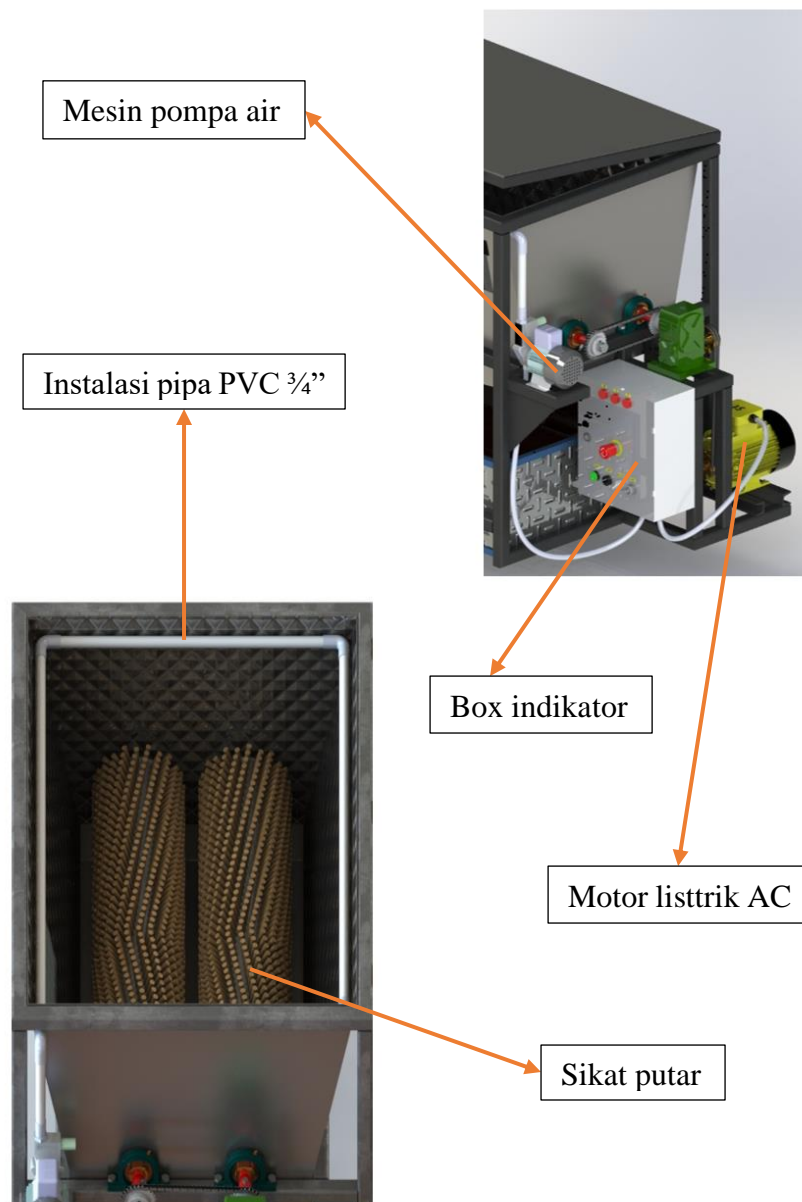 Mesin pompa air
Instalasi pipa PVC ¾”
Box indikator
Motor listtrik AC
Sikat putar